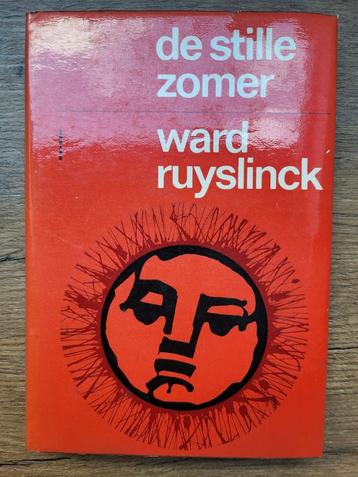 de stille
zomer
ward
ruyslinck